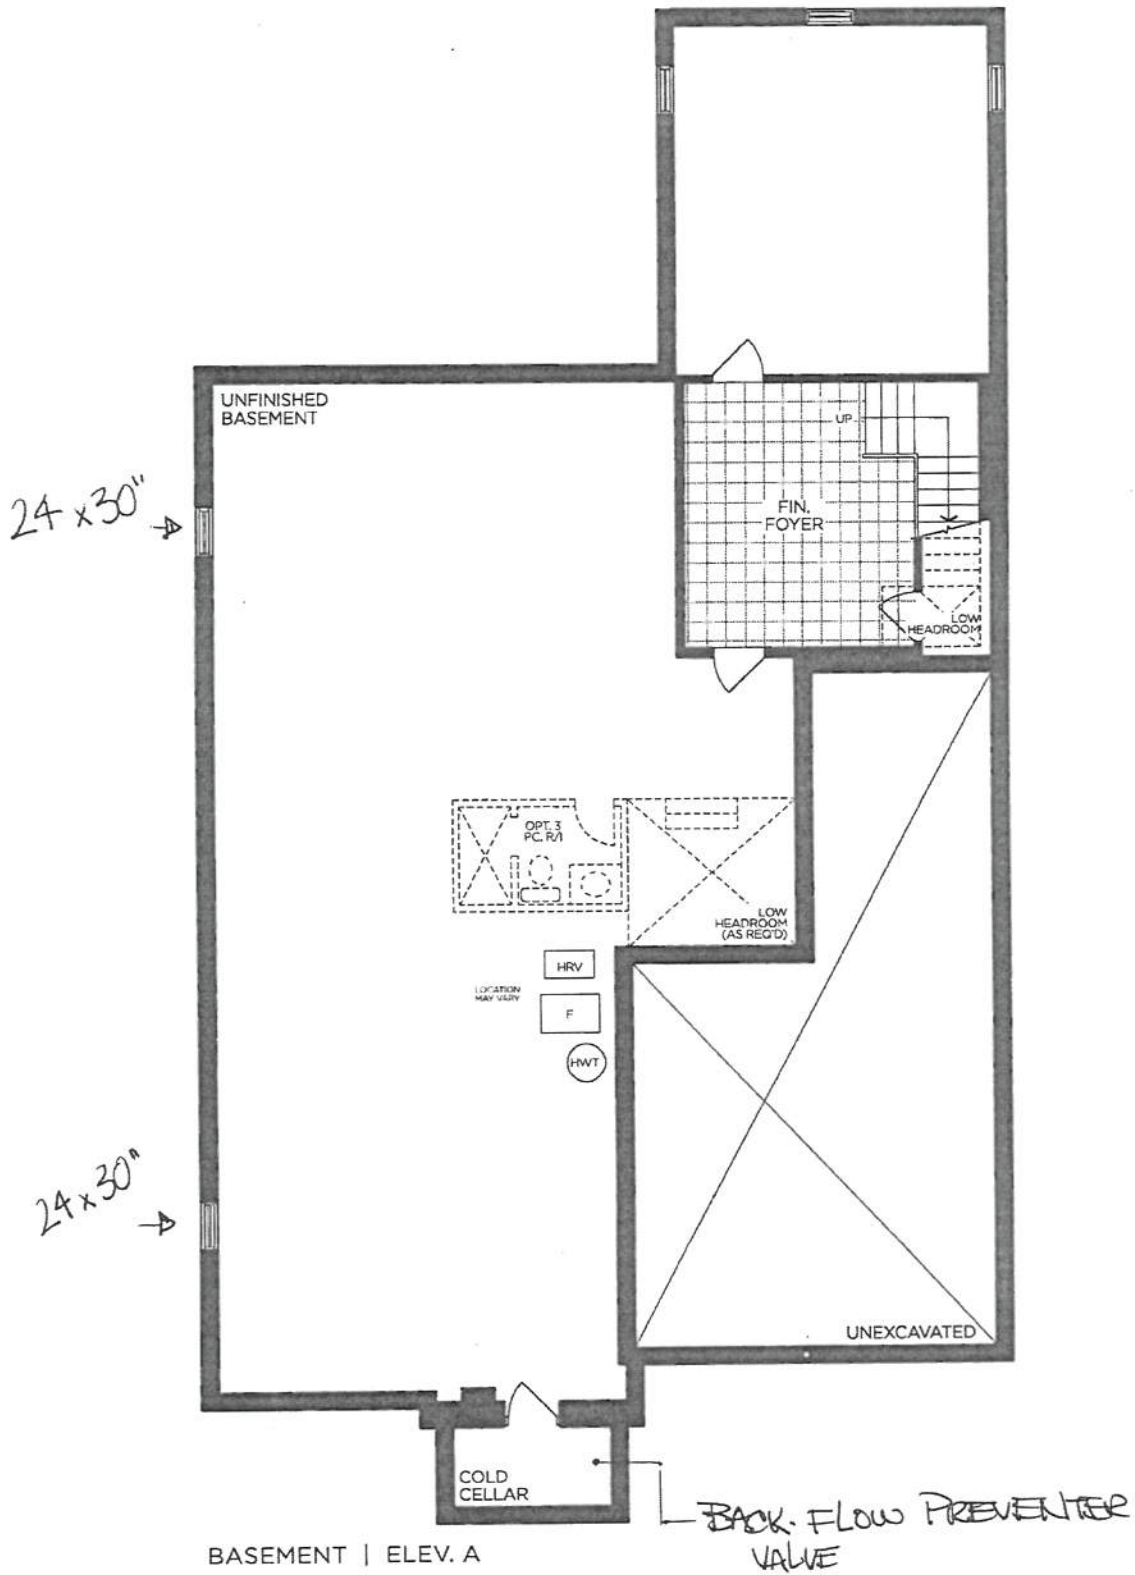 UNFINISHED
BASEMENT
UP
24 x 30"
FIN.
FOYER
LOW
HEADROOM
OPT. 3
PC. R/I
LOW
HEADROOM
(AS REQ'D)
HRV
LOCATION
MAY VARY
F
HWT
24 x 30"
UNEXCAVATED
COLD
CELLAR
BACK-FLOW PREVENTER
VALVE
BASEMENT | ELEV. A